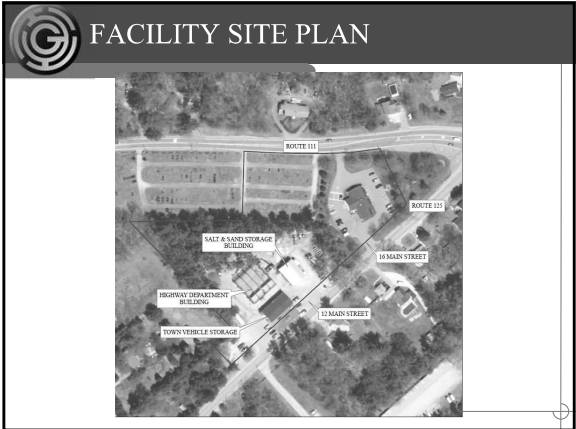 FACILITY SITE PLAN
ROUTE 111
ROUTE 125
SALT & SAND STORAGE
BUILDING
16 MAIN STREET
HIGHWAY DEPARTMENT
BUILDING
12 MAIN STREET
TOWN VEHICLE STORAGE